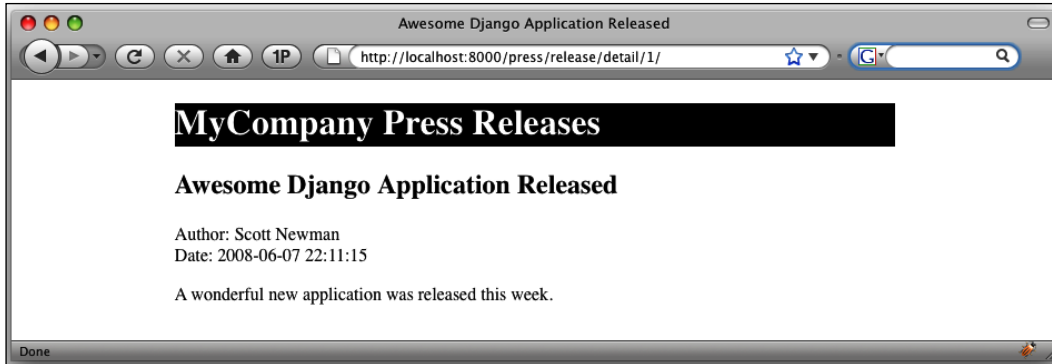 Awesome Django Application Released
1P
http://localhost:8000/press/release/detail/1/
G
MyCompany Press Releases
Awesome Django Application Released
Author: Scott Newman
Date: 2008-06-07 22:11:15
A wonderful new application was released this week.
Done